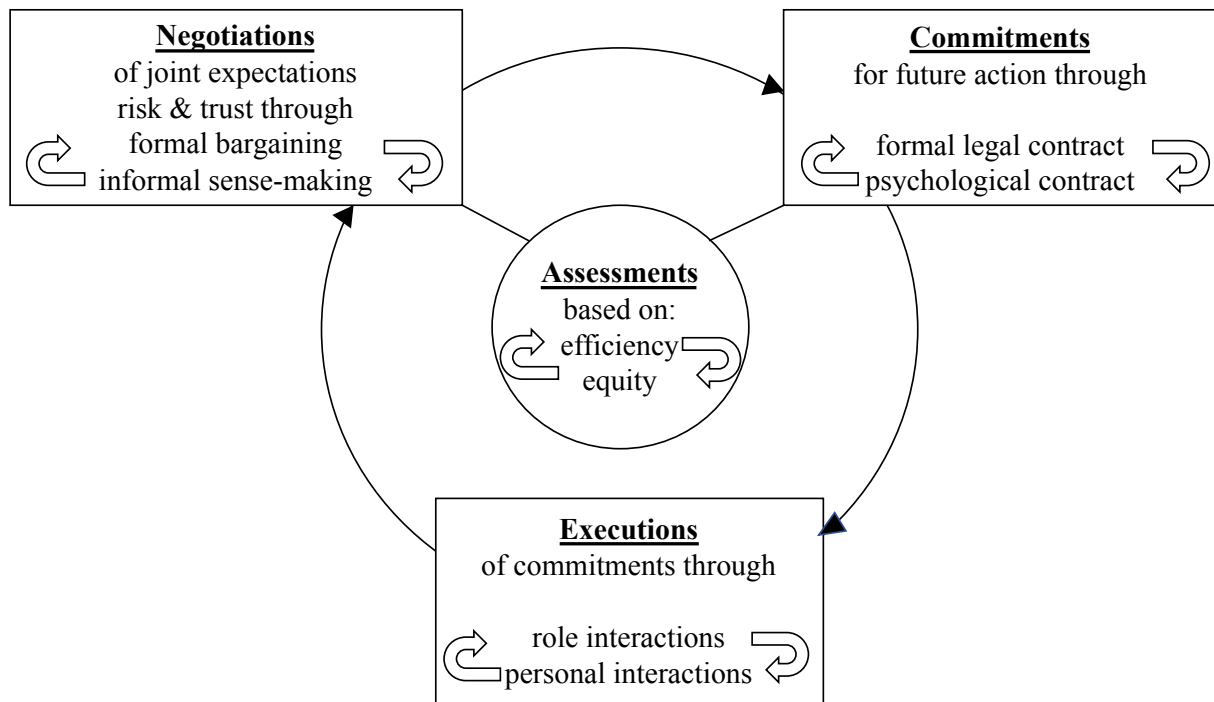 Negotiations
of joint expectations
risk & trust through
formal bargaining
informal sense-making
Commitments
for future action through
formal legal contract
psychological contract
Assessments
based on:
efficiency
equity
Executions
of commitments through
role interactions
personal interactions